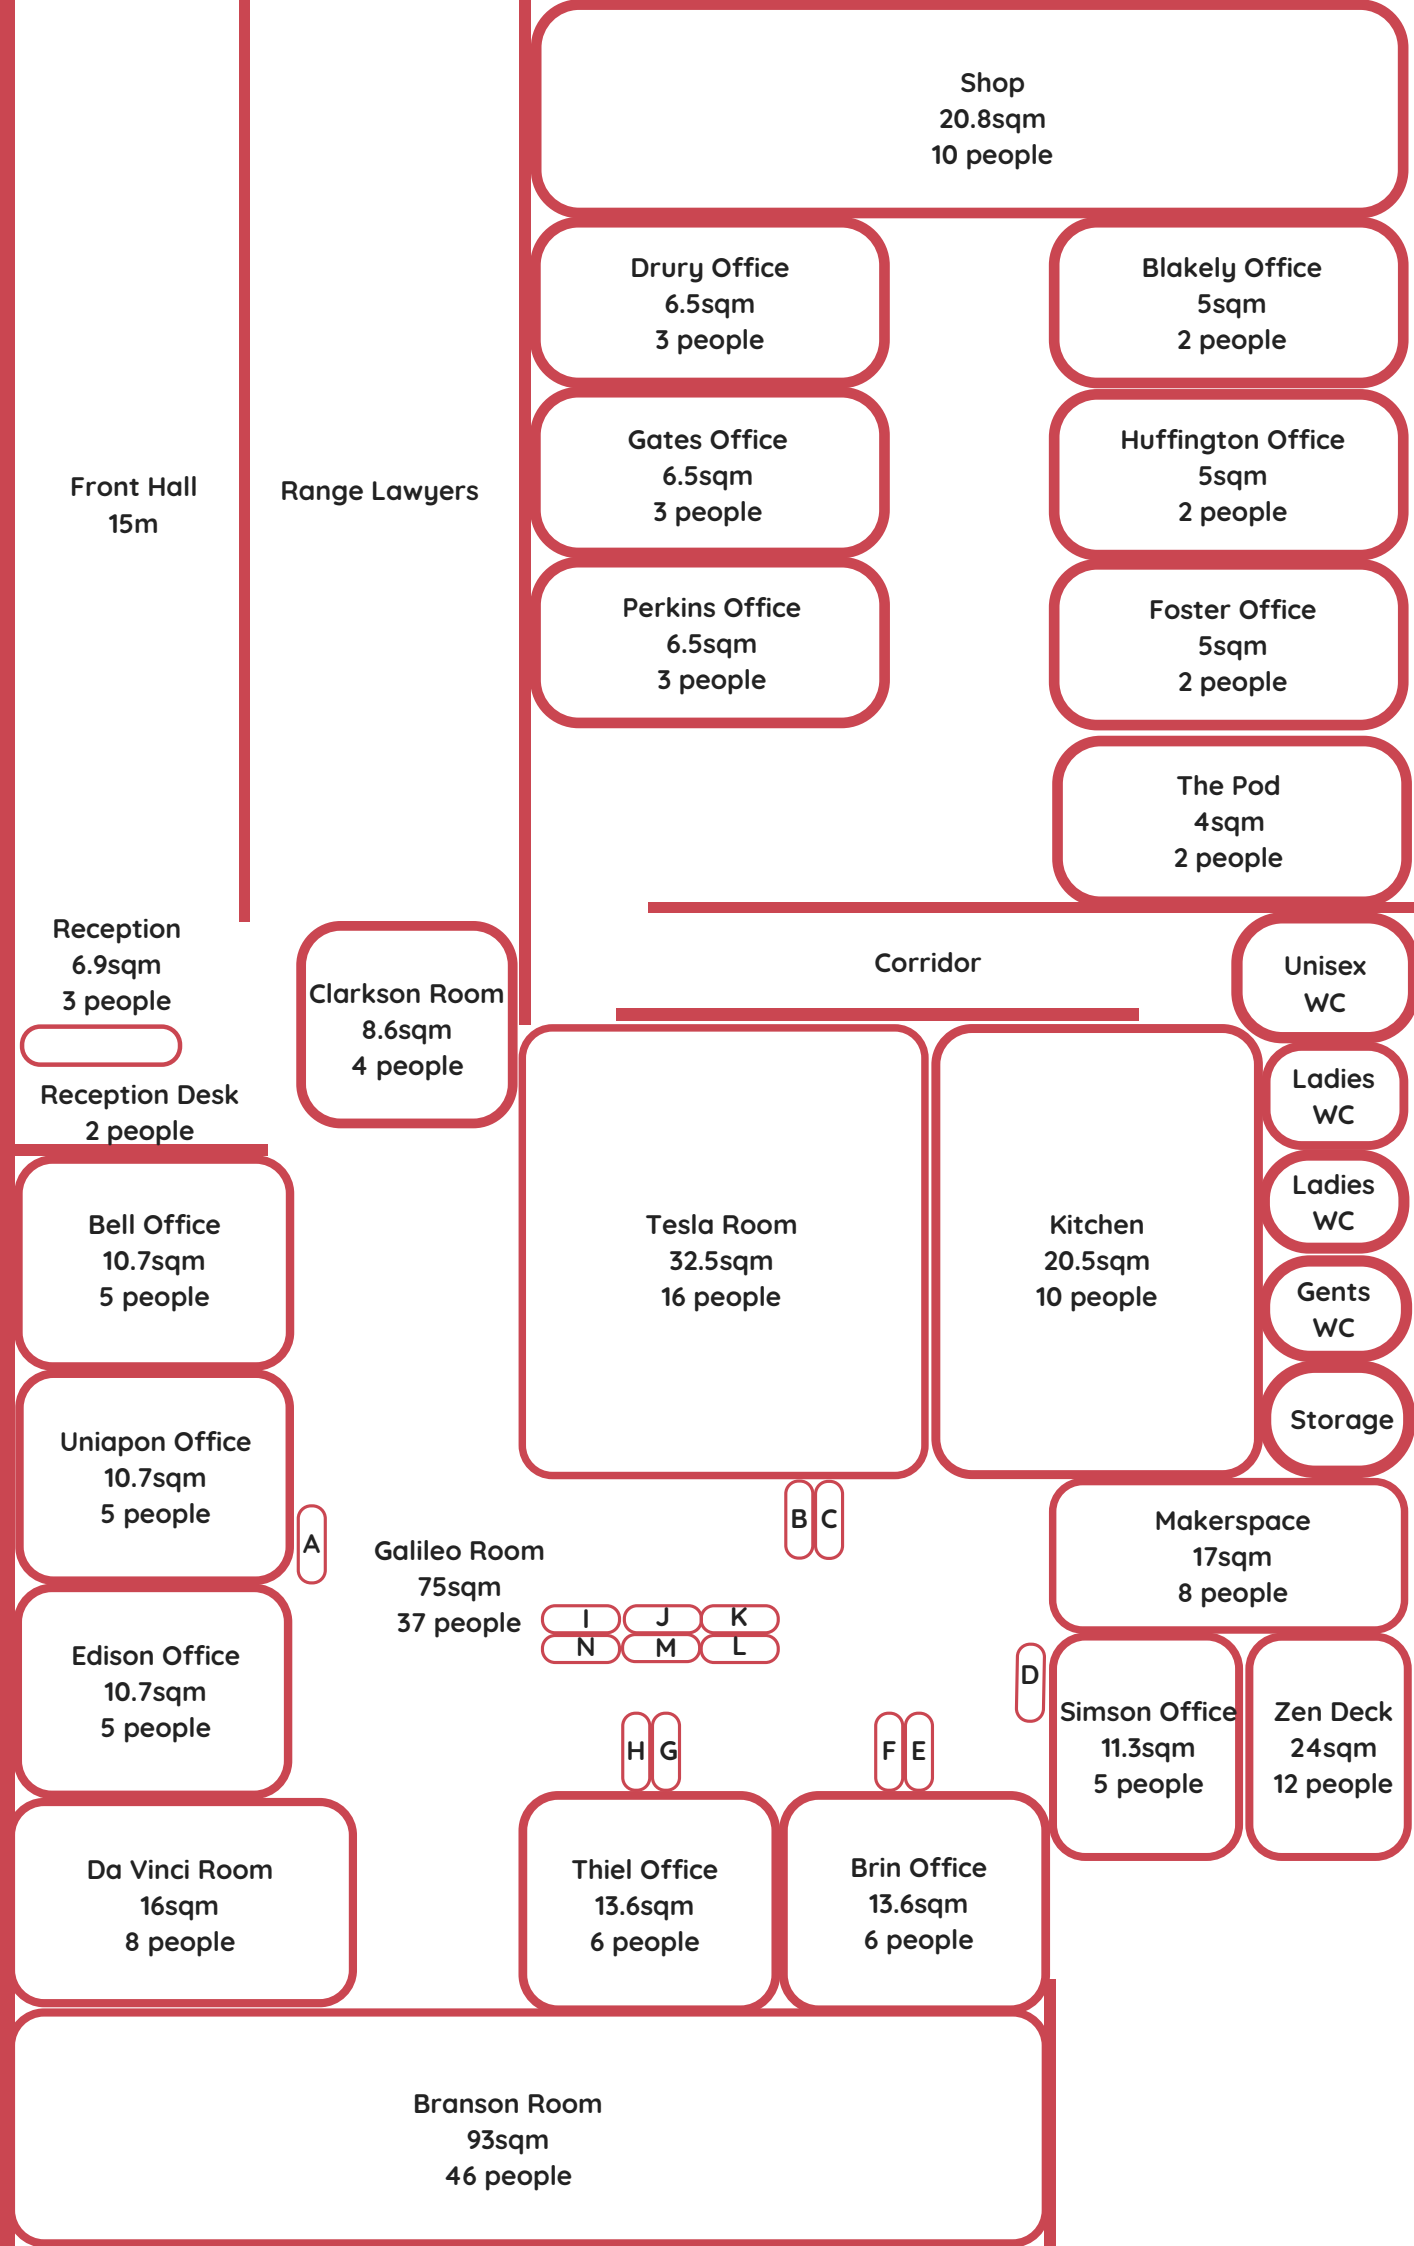 Shop
20.8sqm
10 people
Drury Office
6.5sqm
3 people
Blakely Office
5sqm
2 people
Gates Office
6.5sqm
3 people
Huffington Office
5sqm
2 people
Front Hall
15m
Range Lawyers
Perkins Office
6.5sqm
3 people
Foster Office
5sqm
2 people
The Pod
4sqm
2 people
Reception
6.9sqm
3 people
Corridor
Unisex
WC
Clarkson Room
8.6sqm
4 people
Reception Desk
2 people
Ladies
WC
Ladies
WC
Bell Office
10.7sqm
5 people
Tesla Room
32.5sqm
16 people
Kitchen
20.5sqm
10 people
Gents
WC
Storage
Uniapon Office
10.7sqm
5 people
A
Galileo Room
75sqm
37 people
B
C
Makerspace
17sqm
8 people
I
J
K
N
M
L
Edison Office
10.7sqm
5 people
D
Simson Office
11.3sqm
5 people
Zen Deck
24sqm
12 people
H
G
F
E
Da Vinci Room
16sqm
8 people
Thiel Office
13.6sqm
6 people
Brin Office
13.6sqm
6 people
Branson Room
93sqm
46 people